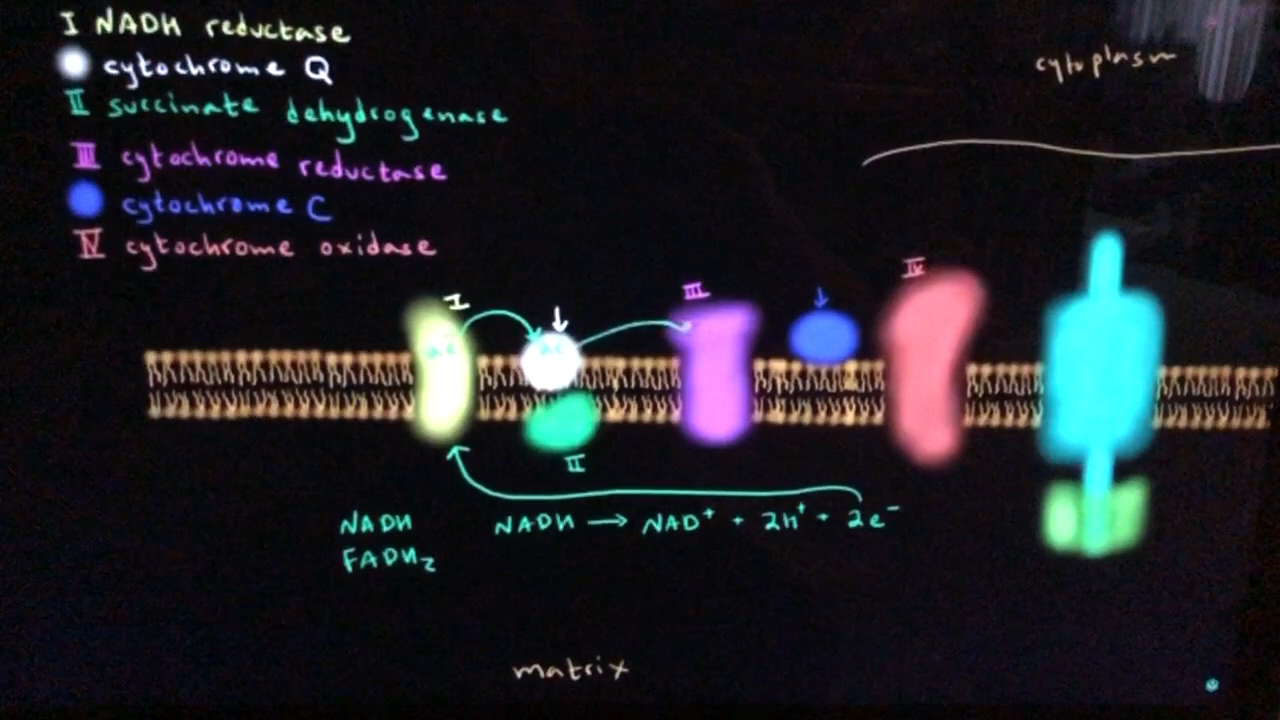 I NADH reductase
cytochrome Q
II succinate dehydrogenase
III cytochrome reductase
cytochrome C
IV cytochrome oxidase
cytoplasm
IV
III
I
II
NADH
NADH → NAD⁺ + 2H⁺ + 2e⁻
FADH₂
matrix